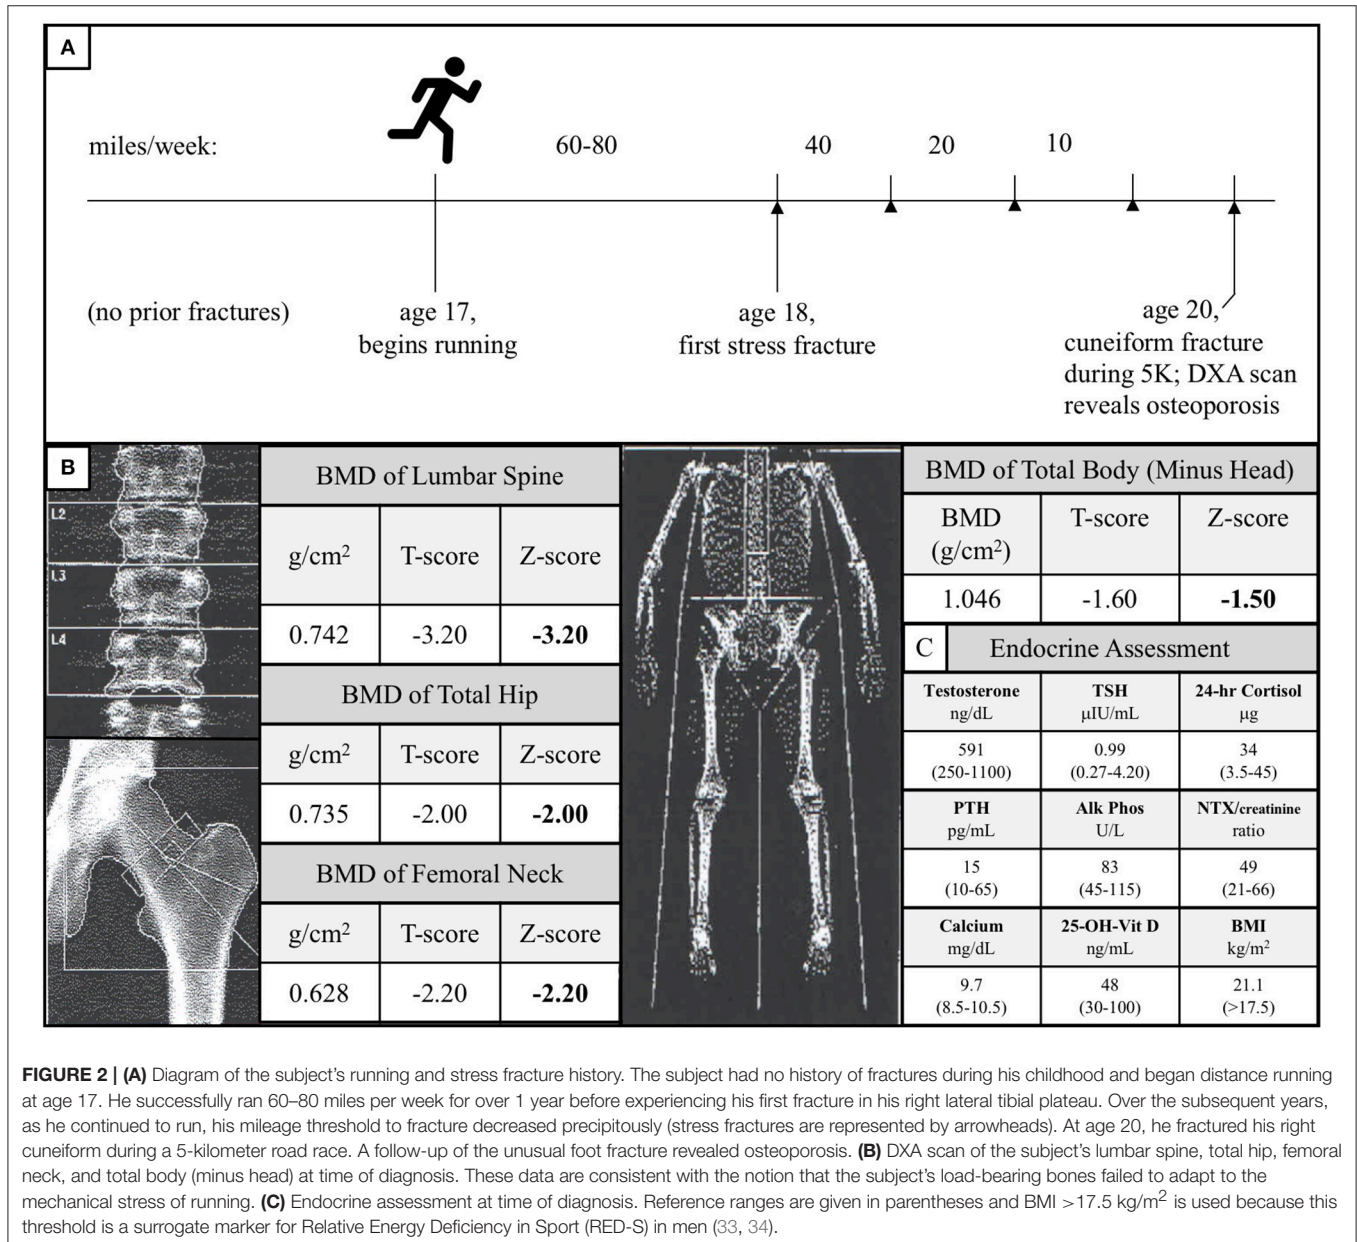 A
miles/week:
60-80
40
20
10
(no prior fractures)
age 17,
begins running
age 18,
first stress fracture
age 20,
cuneiform fracture
during 5K; DXA scan
reveals osteoporosis
B
L2
L3
L4
BMD of Lumbar Spine
g/cm² T-score Z-score
0.742 -3.20 -3.20
BMD of Total Hip
g/cm² T-score Z-score
0.735 -2.00 -2.00
BMD of Femoral Neck
g/cm² T-score Z-score
0.628 -2.20 -2.20
BMD of Total Body (Minus Head)
BMD T-score Z-score
(g/cm²)
1.046 -1.60 -1.50
C Endocrine Assessment
Testosterone TSH 24-hr Cortisol
ng/dL μIU/mL μg
591 0.99 34
(250-1100) (0.27-4.20) (3.5-45)
PTH Alk Phos NTX/creatinine
pg/mL U/L ratio
15 83 49
(10-65) (45-115) (21-66)
Calcium 25-OH-Vit D BMI
mg/dL ng/mL kg/m²
9.7 48 21.1
(8.5-10.5) (30-100) (>17.5)
FIGURE 2 | (A) Diagram of the subject's running and stress fracture history. The subject had no history of fractures during his childhood and began distance running
at age 17. He successfully ran 60–80 miles per week for over 1 year before experiencing his first fracture in his right lateral tibial plateau. Over the subsequent years,
as he continued to run, his mileage threshold to fracture decreased precipitously (stress fractures are represented by arrowheads). At age 20, he fractured his right
cuneiform during a 5-kilometer road race. A follow-up of the unusual foot fracture revealed osteoporosis. (B) DXA scan of the subject's lumbar spine, total hip, femoral
neck, and total body (minus head) at time of diagnosis. These data are consistent with the notion that the subject's load-bearing bones failed to adapt to the
mechanical stress of running. (C) Endocrine assessment at time of diagnosis. Reference ranges are given in parentheses and BMI >17.5 kg/m² is used because this
threshold is a surrogate marker for Relative Energy Deficiency in Sport (RED-S) in men (33, 34).